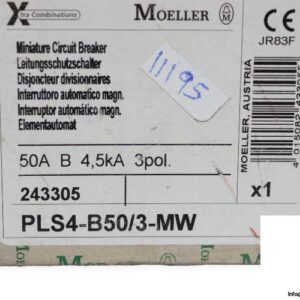 Xtra Combinations
MOELLER
CE
JR83F
Miniature Circuit Breaker
Leitungsschutzschalter
Disjoncteur divisionnaires
Interruttoro automatico magn.
Interruptor automático magn.
Elementautomat
11195
MOELLER, AUSTRIA
50A B 4,5kA 3pol.
243305
x1
PLS4-B50/3-MW